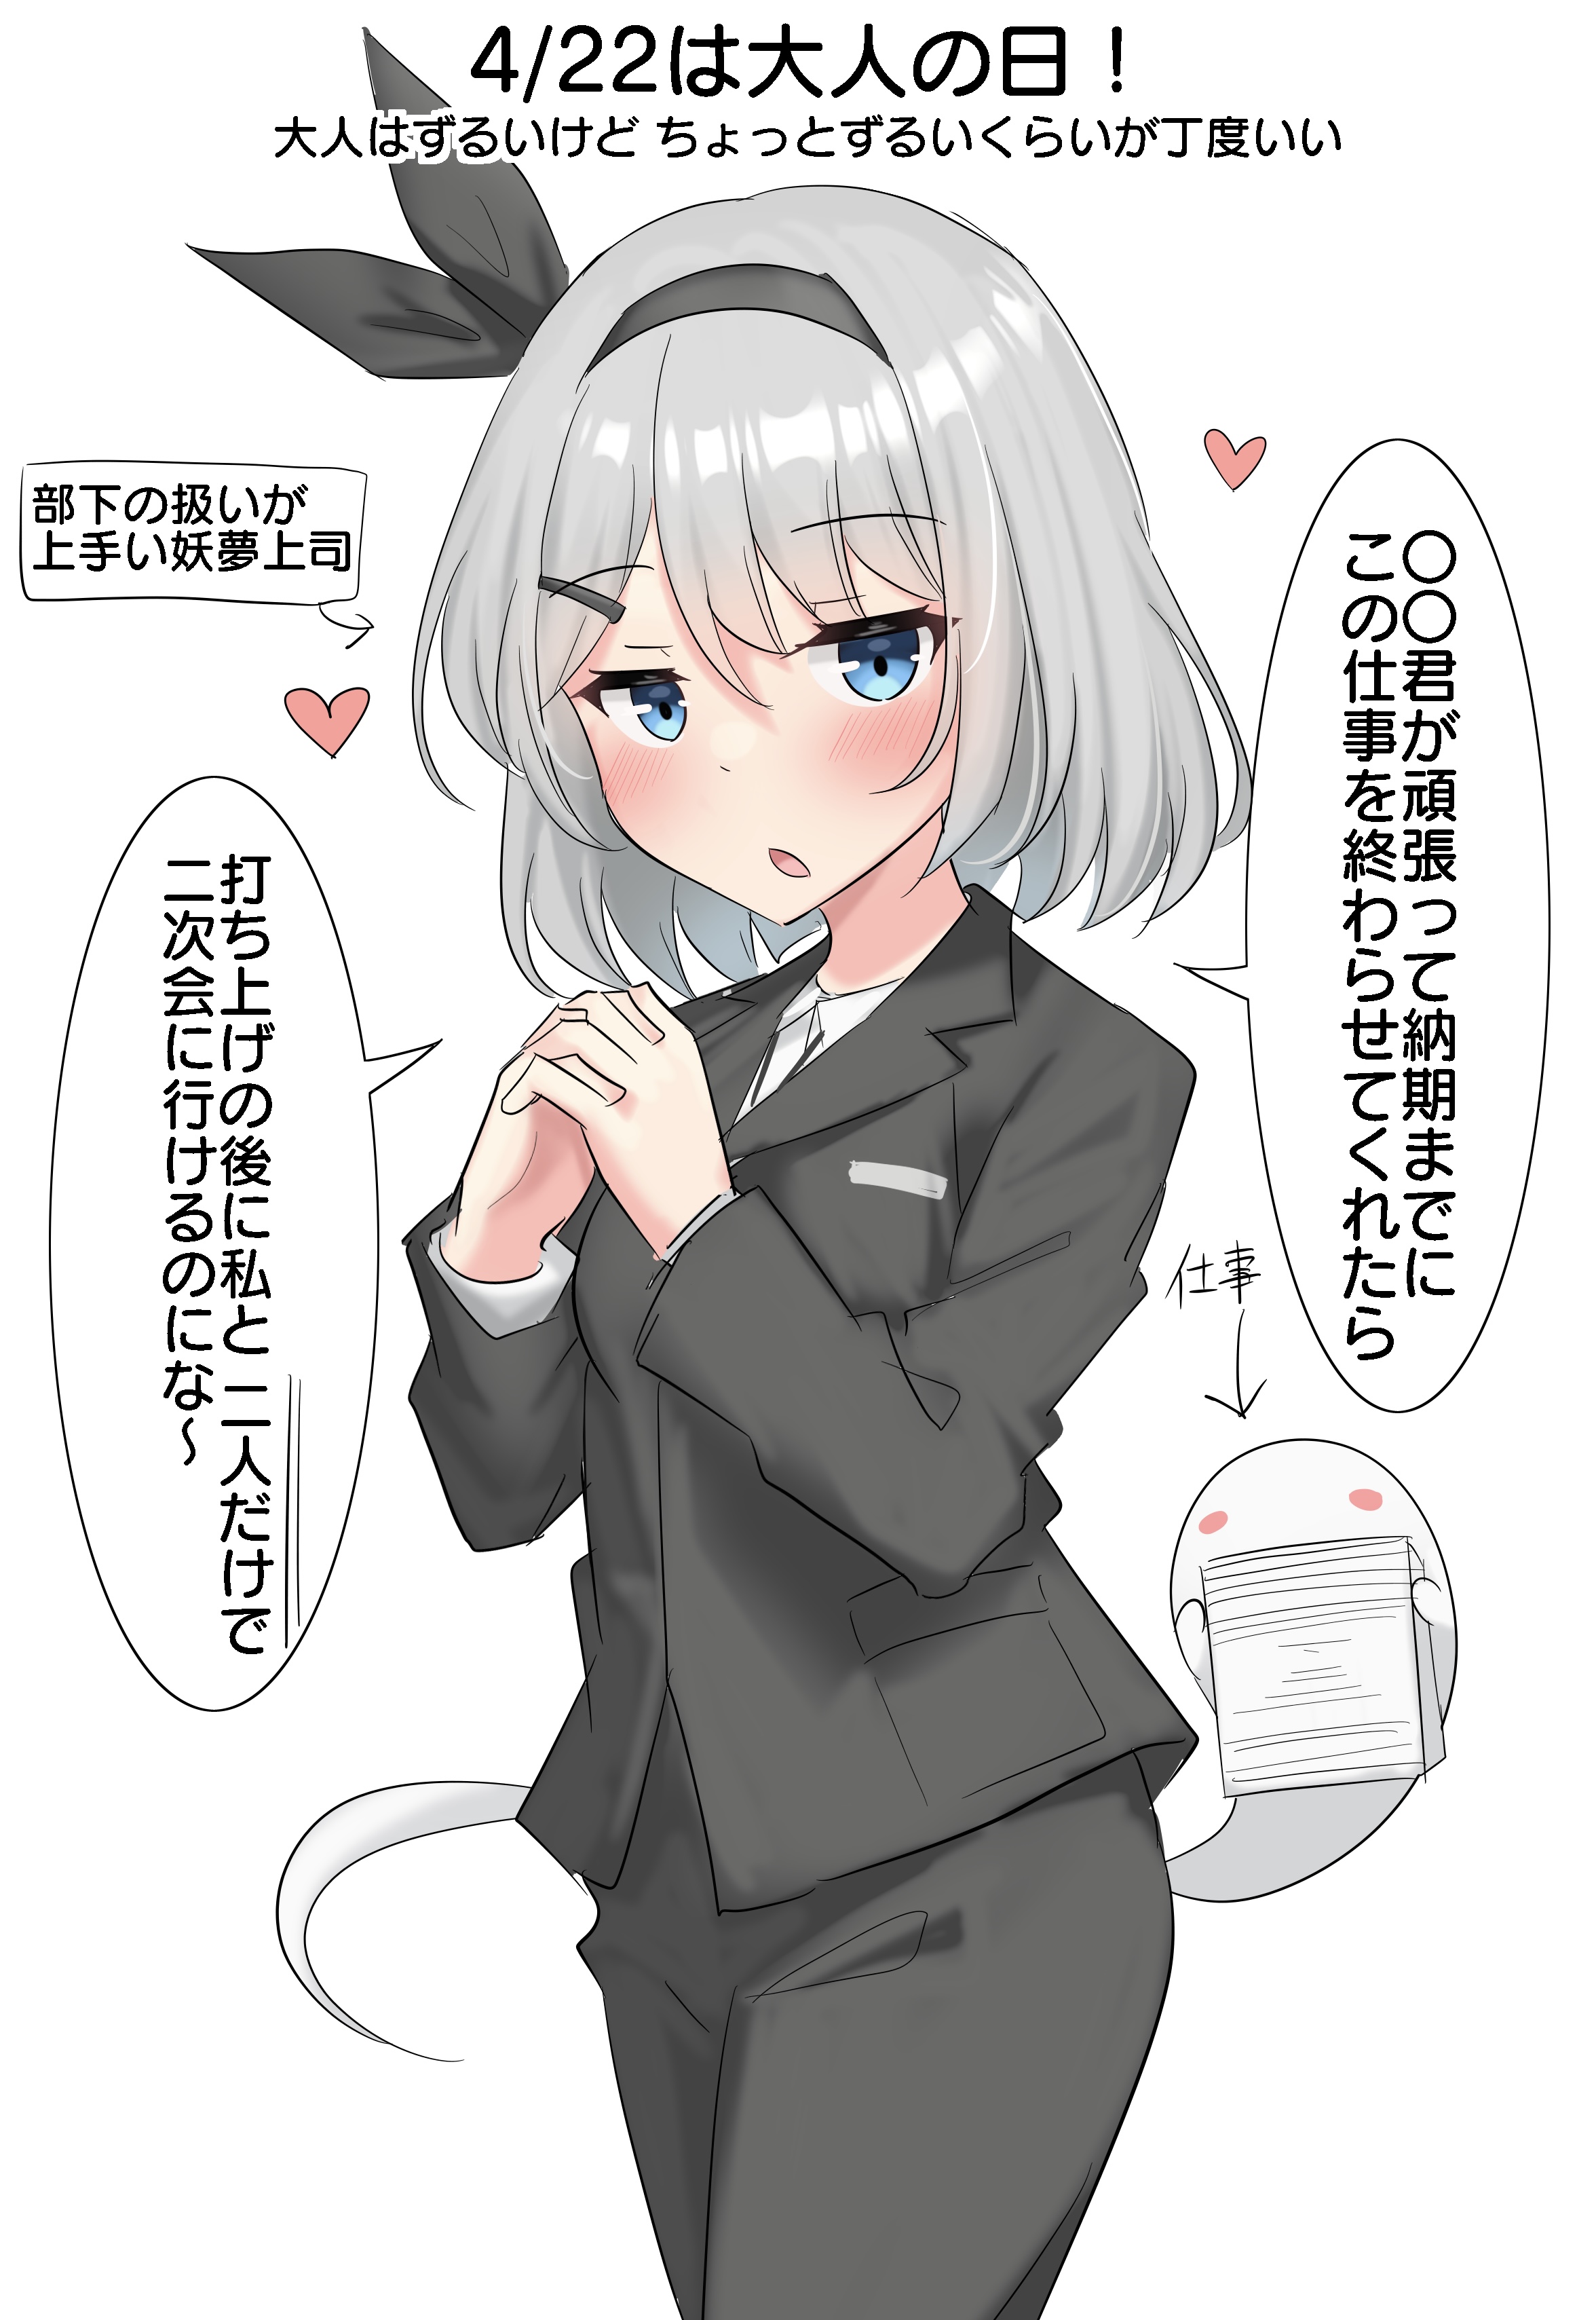 4/22は大人の日！
大人はずるいけど ちょっとずるいくらいが丁度いい
部下の扱いが
上手い妖夢上司
〇〇君が頑張って納期までに
この仕事を終わらせてくれたら
仕事
打ち上げの後に私と二人だけで
二次会に行けるのにな～